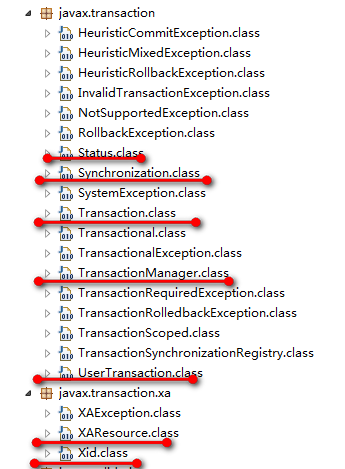 javax.transaction
HeuristicCommitException.class
HeuristicMixedException.class
HeuristicRollbackException.class
InvalidTransactionException.class
NotSupportedException.class
RollbackException.class
Status.class
Synchronization.class
SystemException.class
Transaction.class
Transactional.class
TransactionalException.class
TransactionManager.class
TransactionRequiredException.class
TransactionRolledbackException.class
TransactionScoped.class
TransactionSynchronizationRegistry.class
UserTransaction.class
javax.transaction.xa
XAException.class
XAResource.class
Xid.class